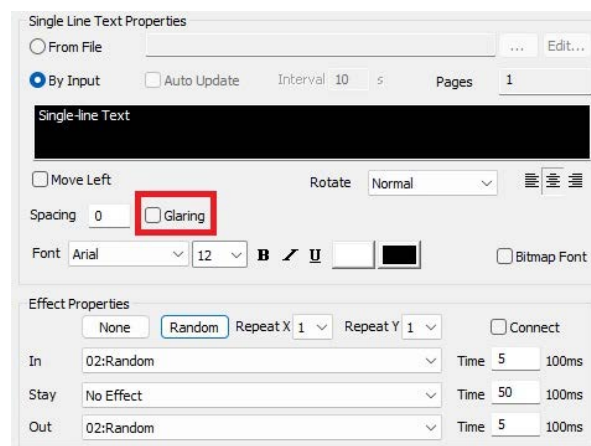 Single Line Text Properties
From File ... Edit...
By Input Auto Update Interval 10 s Pages 1
Single-line Text
Move Left Rotate Normal
Spacing 0 Glaring
Font Arial 12 B I U Bitmap Font
Effect Properties
None Random Repeat X 1 Repeat Y 1 Connect
In 02:Random Time 5 100ms
Stay No Effect Time 50 100ms
Out 02:Random Time 5 100ms